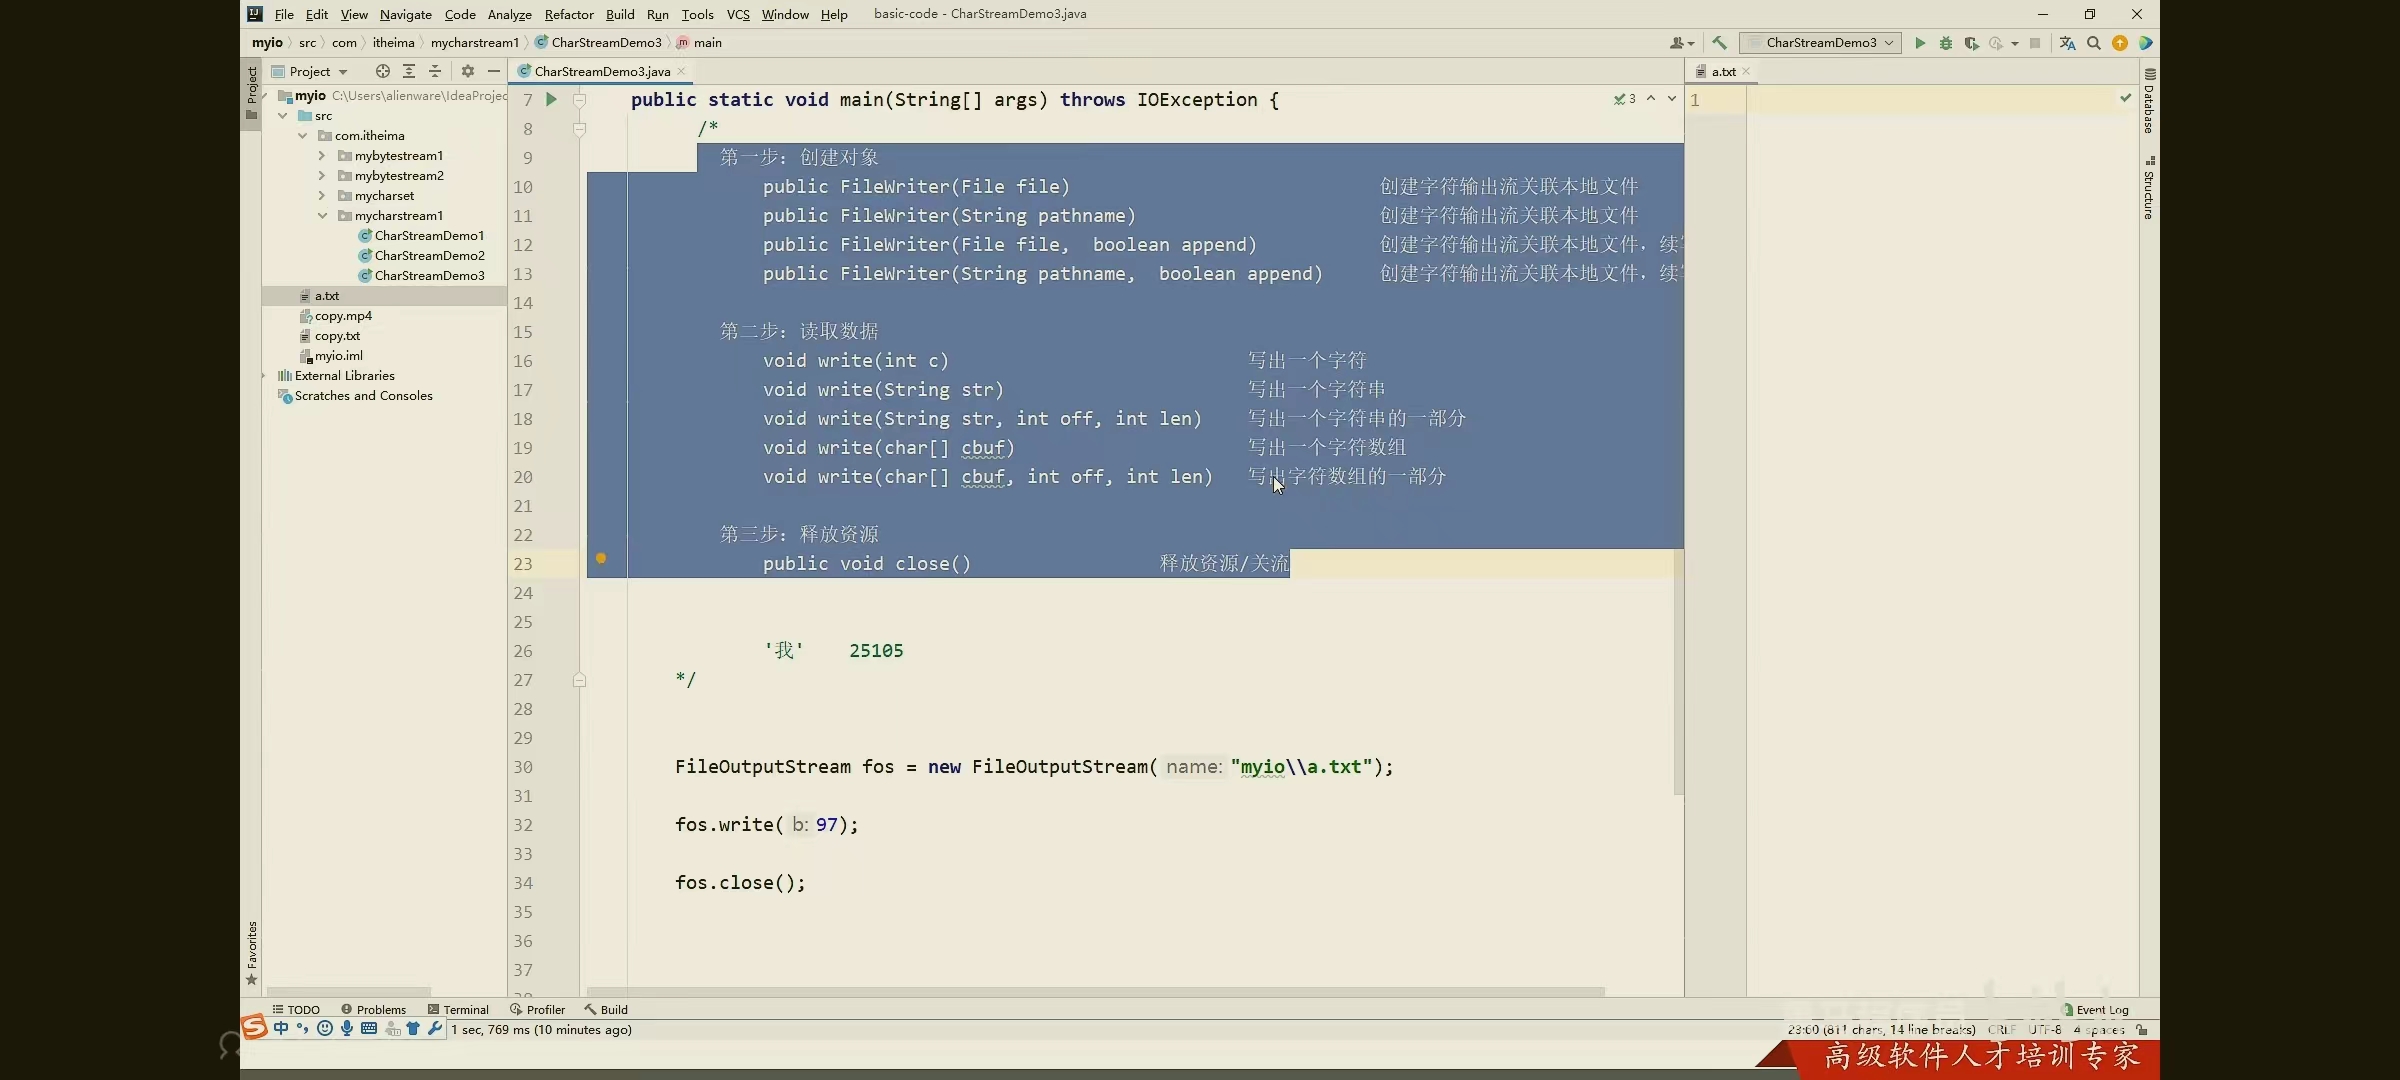 File Edit View Navigate Code Analyze Refactor Build Run Tools VCS Window Help basic-code - CharStreamDemo3.java
myio src com itheima mycharstream1 CharStreamDemo3 main CharStreamDemo3
Project
Project
myio C:\Users\alienware\IdeaProjec
src
com.itheima
mybytestream1
mybytestream2
mycharset
mycharstream1
CharStreamDemo1
CharStreamDemo2
CharStreamDemo3
a.txt
copy.mp4
copy.txt
myio.iml
External Libraries
Scratches and Consoles
Favorites
CharStreamDemo3.java
3
7 public static void main(String[] args) throws IOException {
8 /*
9 第一步：创建对象
10 public FileWriter(File file) 创建字符输出流关联本地文件
11 public FileWriter(String pathname) 创建字符输出流关联本地文件
12 public FileWriter(File file, boolean append) 创建字符输出流关联本地文件，续
13 public FileWriter(String pathname, boolean append) 创建字符输出流关联本地文件，续
14
15 第二步：读取数据
16 void write(int c) 写出一个字符
17 void write(String str) 写出一个字符串
18 void write(String str, int off, int len) 写出一个字符串的一部分
19 void write(char[] cbuf) 写出一个字符数组
20 void write(char[] cbuf, int off, int len) 写出字符数组的一部分
21
22 第三步：释放资源
23 public void close() 释放资源/关流
24
25
26 '我' 25105
27 */
28
29
30 FileOutputStream fos = new FileOutputStream( name: "myio\\a.txt");
31
32 fos.write( b: 97);
33
34 fos.close();
35
36
37
a.txt
1
Database
Structure
TODO Problems Terminal Profiler Build Event Log
中 1 sec, 769 ms (10 minutes ago) 23:60 (811 chars, 14 line breaks) CRLF UTF-8 4 spaces
高级软件人才培训专家